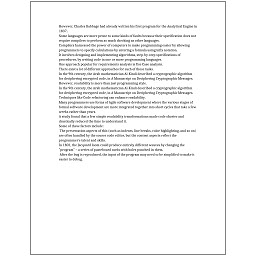 However, Charles Babbage had already written his first program for the Analytical Engine in
1837.
Some languages are more prone to some kinds of faults because their specification does not
require compilers to perform as much checking as other languages.
Compilers harnessed the power of computers to make programming easier by allowing
programmers to specify calculations by entering a formula using infix notation.
It involves designing and implementing algorithms, step-by-step specifications of
procedures, by writing code in one or more programming languages.
One approach popular for requirements analysis is Use Case analysis.
There exist a lot of different approaches for each of those tasks.
In the 9th century, the Arab mathematician Al-Kindi described a cryptographic algorithm
for deciphering encrypted code, in A Manuscript on Deciphering Cryptographic Messages.
However, readability is more than just programming style.
In the 9th century, the Arab mathematician Al-Kindi described a cryptographic algorithm
for deciphering encrypted code, in A Manuscript on Deciphering Cryptographic Messages.
Techniques like Code refactoring can enhance readability.
Many programmers use forms of Agile software development where the various stages of
formal software development are more integrated together into short cycles that take a few
weeks rather than years.
A study found that a few simple readability transformations made code shorter and
drastically reduced the time to understand it.
Some of these factors include:
The presentation aspects of this (such as indents, line breaks, color highlighting, and so on)
are often handled by the source code editor, but the content aspects reflect the
programmer's talent and skills.
In 1801, the Jacquard loom could produce entirely different weaves by changing the
"program" – a series of pasteboard cards with holes punched in them.
After the bug is reproduced, the input of the program may need to be simplified to make it
easier to debug.